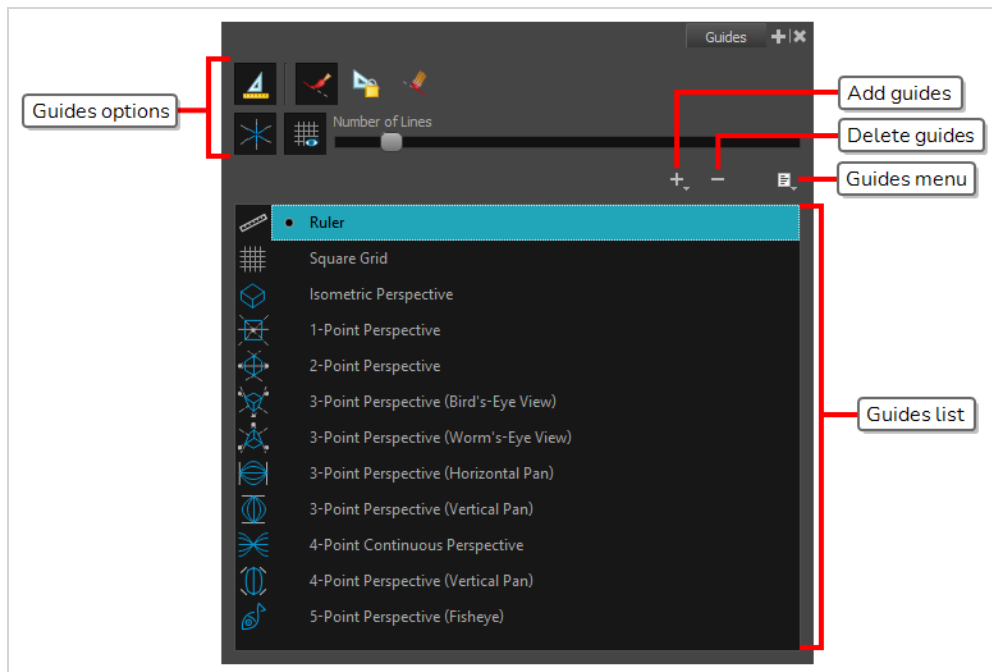 Guides
Guides options
Number of Lines
Add guides
Delete guides
Guides menu
Ruler
Square Grid
Isometric Perspective
1-Point Perspective
2-Point Perspective
3-Point Perspective (Bird's-Eye View)
3-Point Perspective (Worm's-Eye View)
3-Point Perspective (Horizontal Pan)
3-Point Perspective (Vertical Pan)
4-Point Continuous Perspective
4-Point Perspective (Vertical Pan)
5-Point Perspective (Fisheye)
Guides list